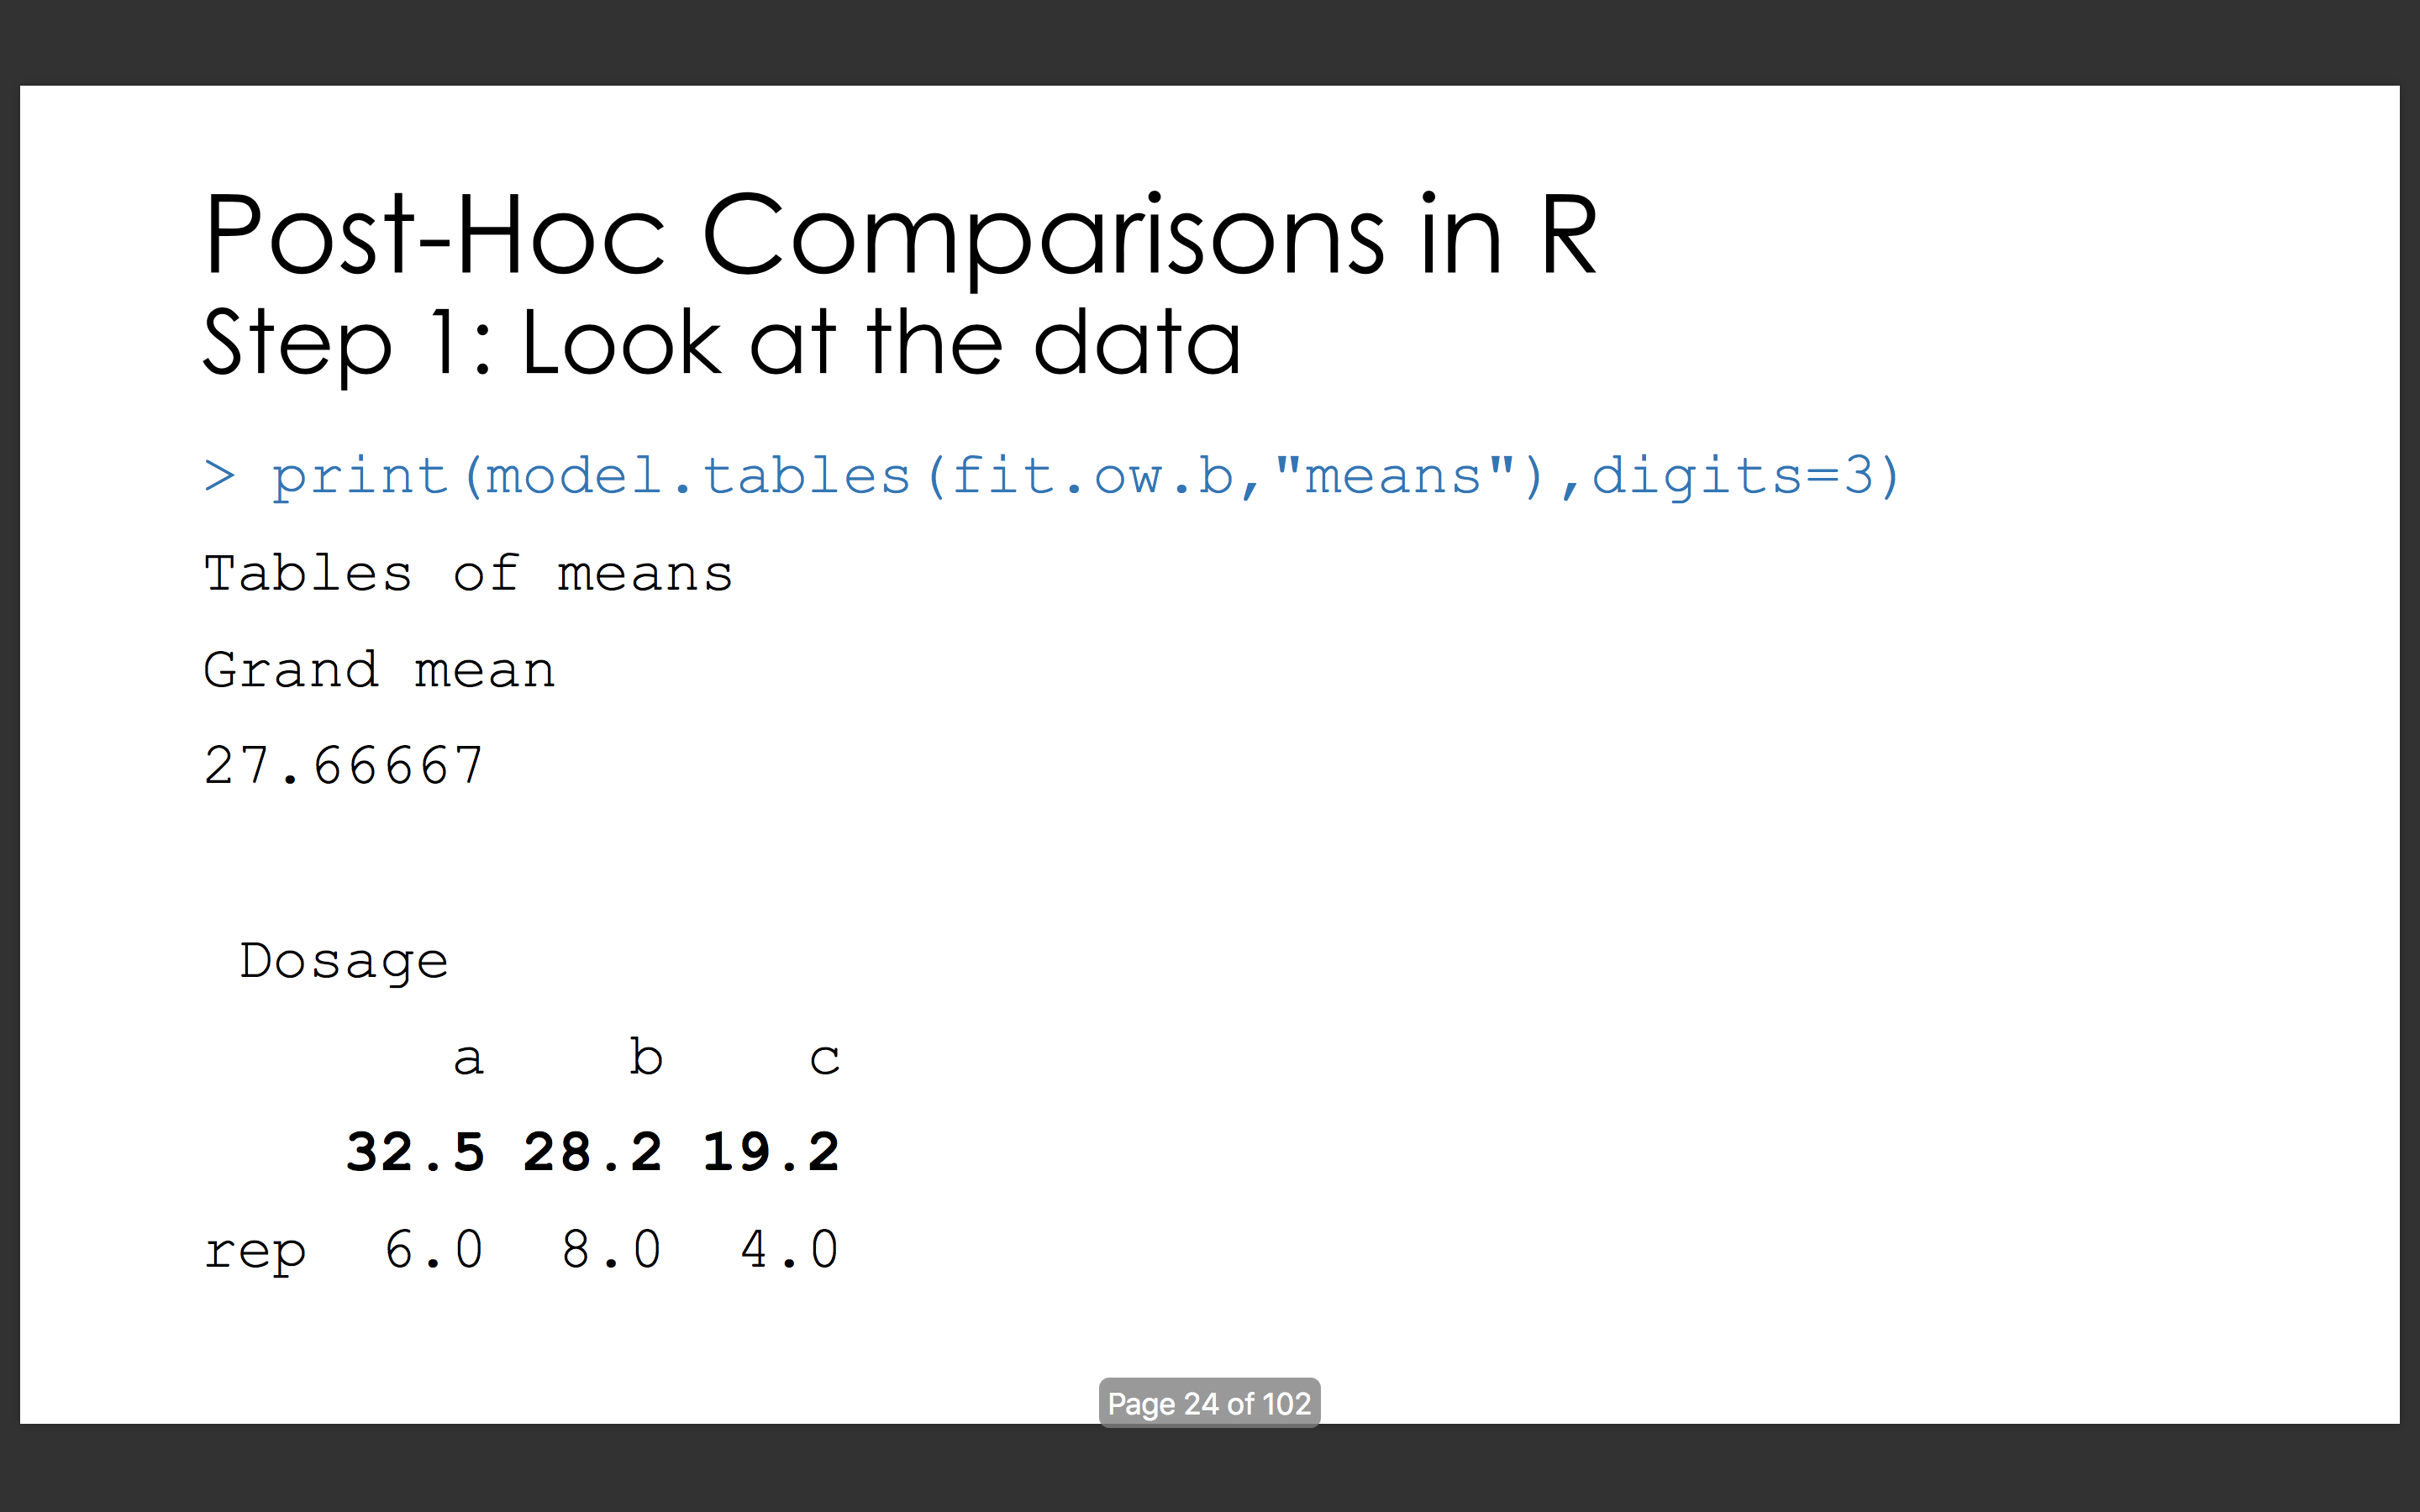 Post-Hoc Comparisons in R
Step 1: Look at the data
> print(model.tables(fit.ow.b,"means"),digits=3)
Tables of means
Grand mean
27.66667
Dosage
a b c
32.5 28.2 19.2
rep 6.0 8.0 4.0
Page 24 of 102